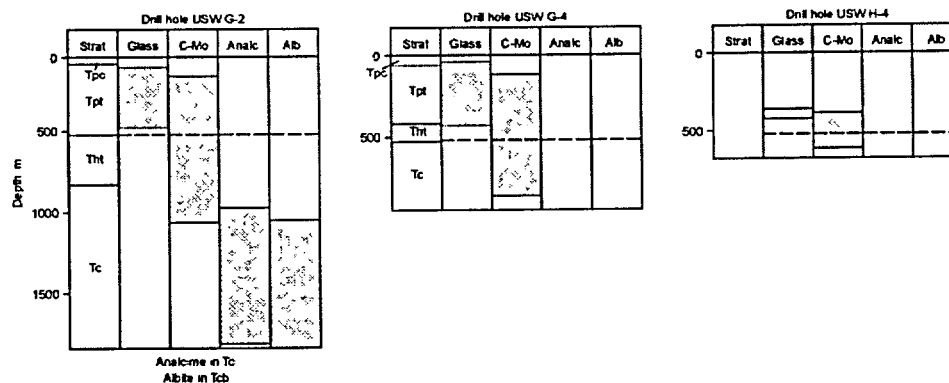 Drill hole USW G-2
Strat Glass C-Mo Analc Alb
0
Tpc
Tpt
500
Tht
1000
Tc
1500
Depth m
Analcime in Tc
Albite in Tcb
Drill hole USW G-4
Strat Glass C-Mo Analc Alb
0
Tpc
Tpt
Tht
500
Tc
Drill hole USW H-4
Strat Glass C-Mo Analc Alb
0
500